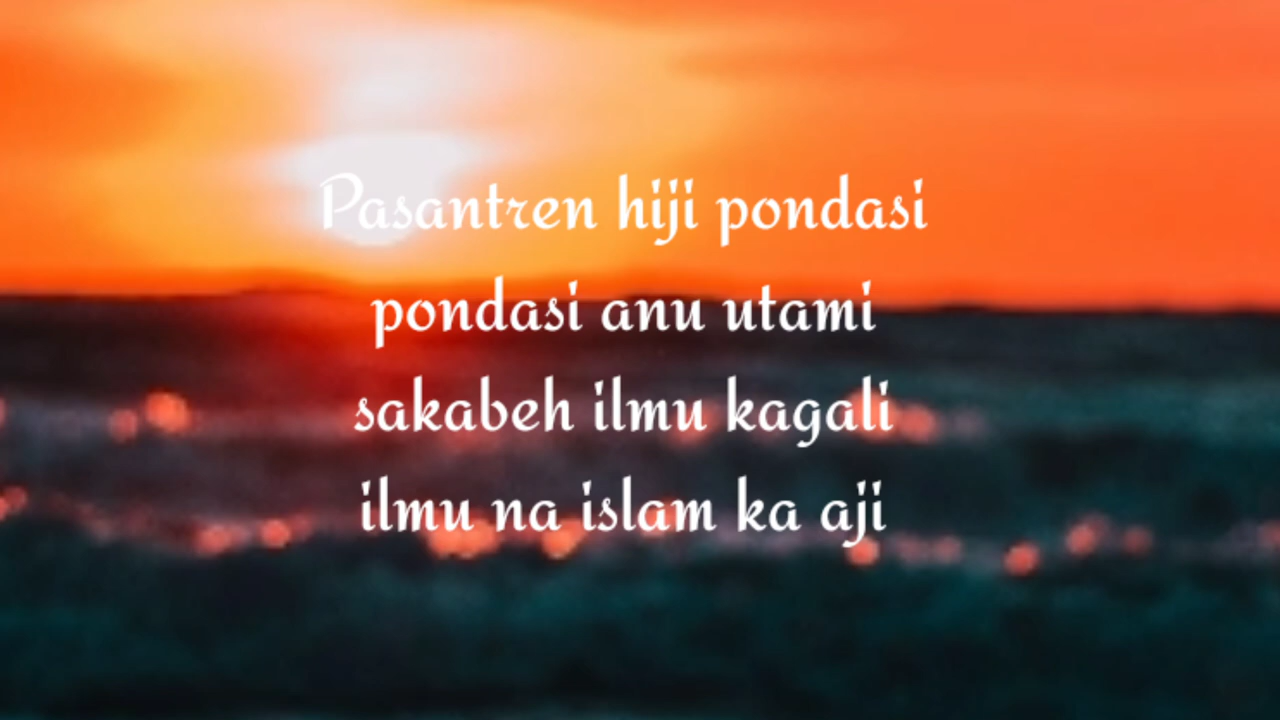 Pasantren hiji pondasi
pondasi anu utami
sakabeh ilmu kagali
ilmu na islam ka aji